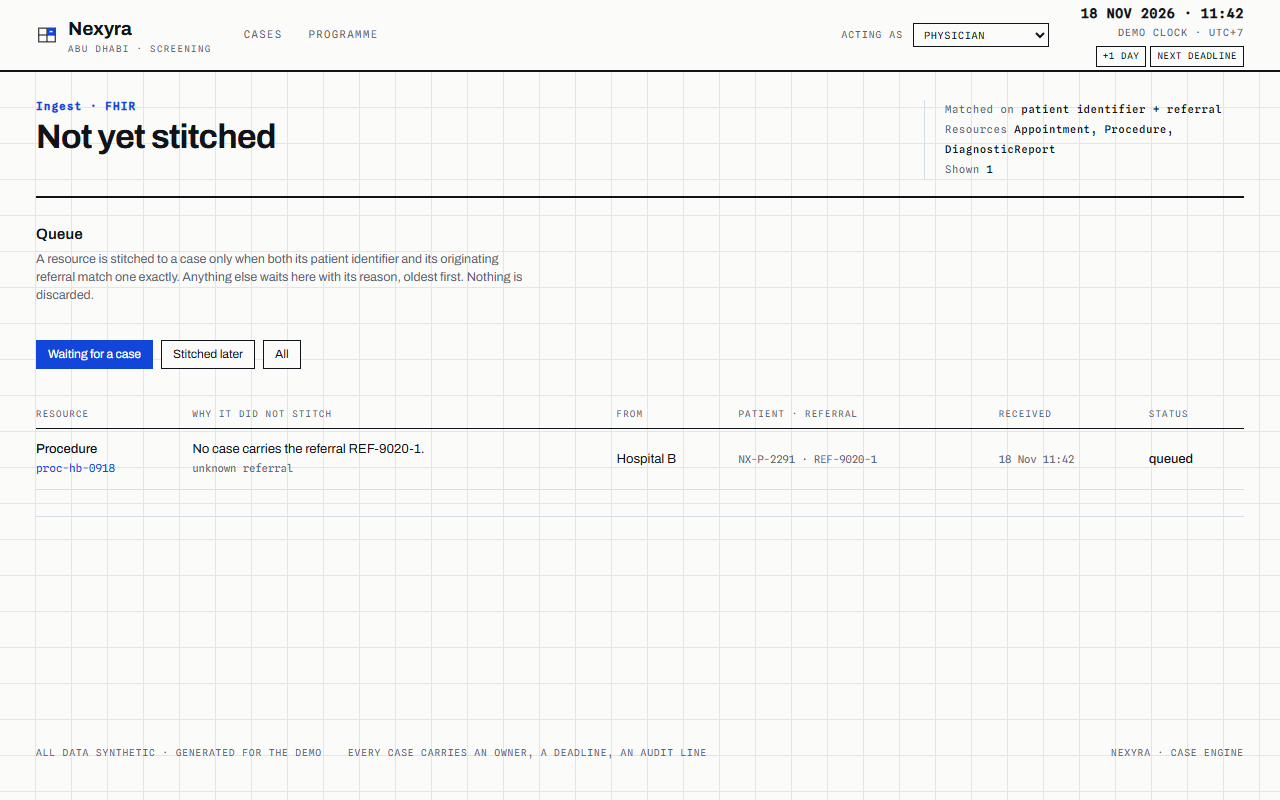 Nexyra
ABU DHABI · SCREENING
CASES
PROGRAMME
ACTING AS
PHYSICIAN
18 NOV 2026 · 11:42
DEMO CLOCK · UTC+7
+1 DAY
NEXT DEADLINE
Ingest · FHIR
Not yet stitched
Matched on patient identifier + referral
Resources Appointment, Procedure,
DiagnosticReport
Shown 1
Queue
A resource is stitched to a case only when both its patient identifier and its originating
referral match one exactly. Anything else waits here with its reason, oldest first. Nothing is
discarded.
Waiting for a case
Stitched later
All
RESOURCE
WHY IT DID NOT STITCH
FROM
PATIENT · REFERRAL
RECEIVED
STATUS
Procedure
proc-hb-0918
No case carries the referral REF-9020-1.
unknown referral
Hospital B
NX-P-2291 · REF-9020-1
18 Nov 11:42
queued
ALL DATA SYNTHETIC · GENERATED FOR THE DEMO
EVERY CASE CARRIES AN OWNER, A DEADLINE, AN AUDIT LINE
NEXYRA · CASE ENGINE